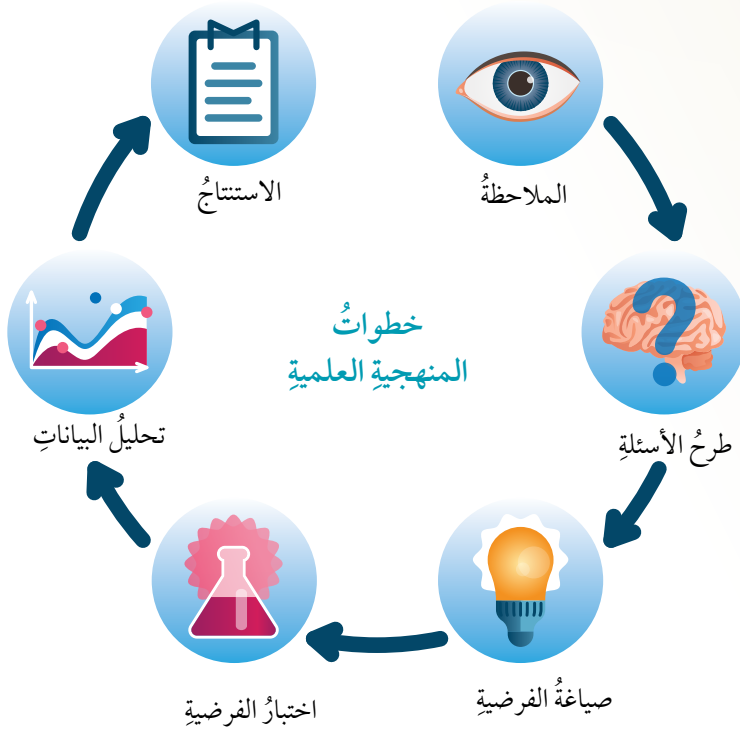 خطواتُ
المنهجيةِ العلميةِ
الملاحظةُ
طرحُ الأسئلةِ
صياغةُ الفرضيةِ
اختبارُ الفرضيةِ
تحليلُ البياناتِ
الاستنتاجُ